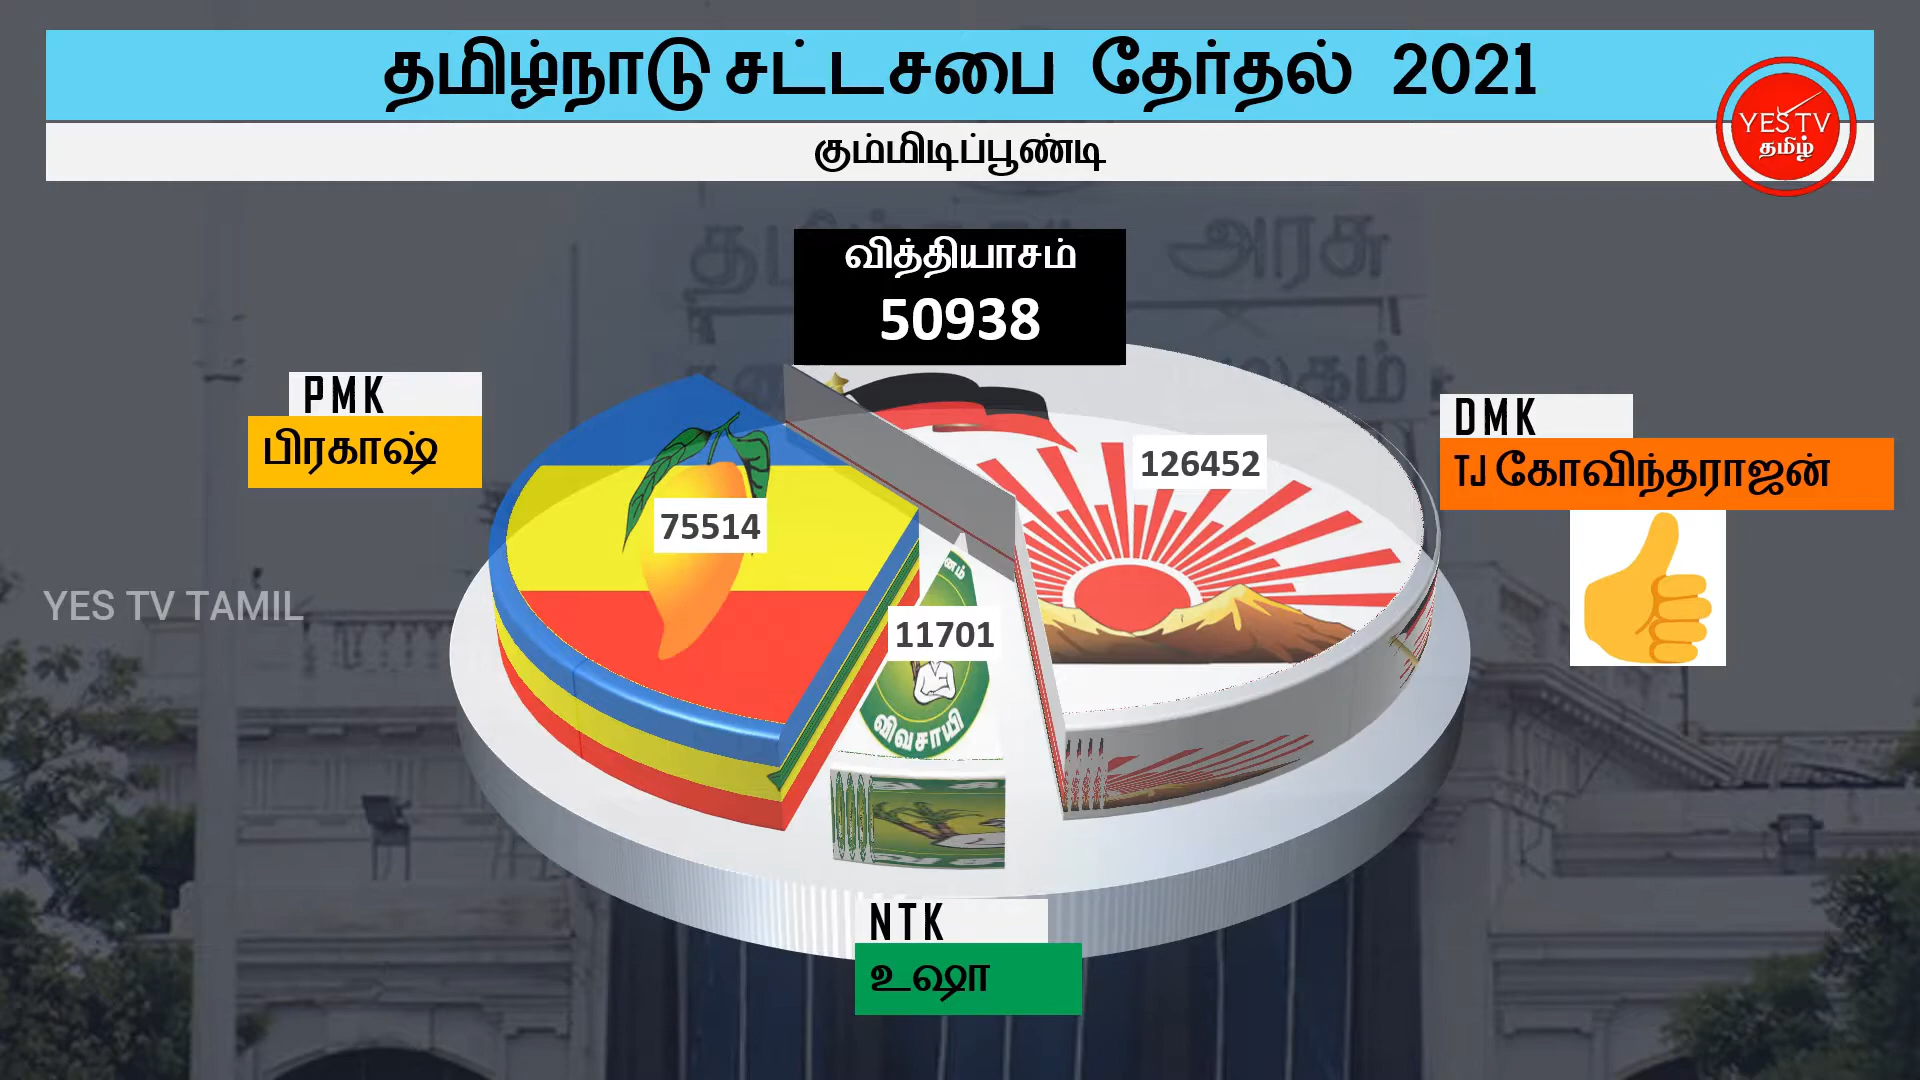 தமிழ்நாடு சட்டசபை தேர்தல் 2021
கும்மிடிப்பூண்டி
YES TV
தமிழ்
அரசு
வித்தியாசம்
50938
PMK
பிரகாஷ்
75514
DMK
TJ கோவிந்தராஜன்
126452
11701
விவசாயி
YES TV TAMIL
NTK
உஷா